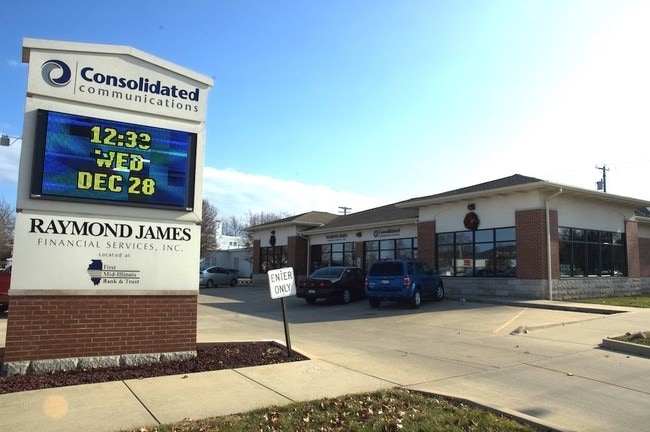 Consolidated
communications
12:33
WED
DEC 28
RAYMOND JAMES
FINANCIAL SERVICES, INC.
Located at
First
Mid-Illinois
Bank & Trust
ENTER
ONLY